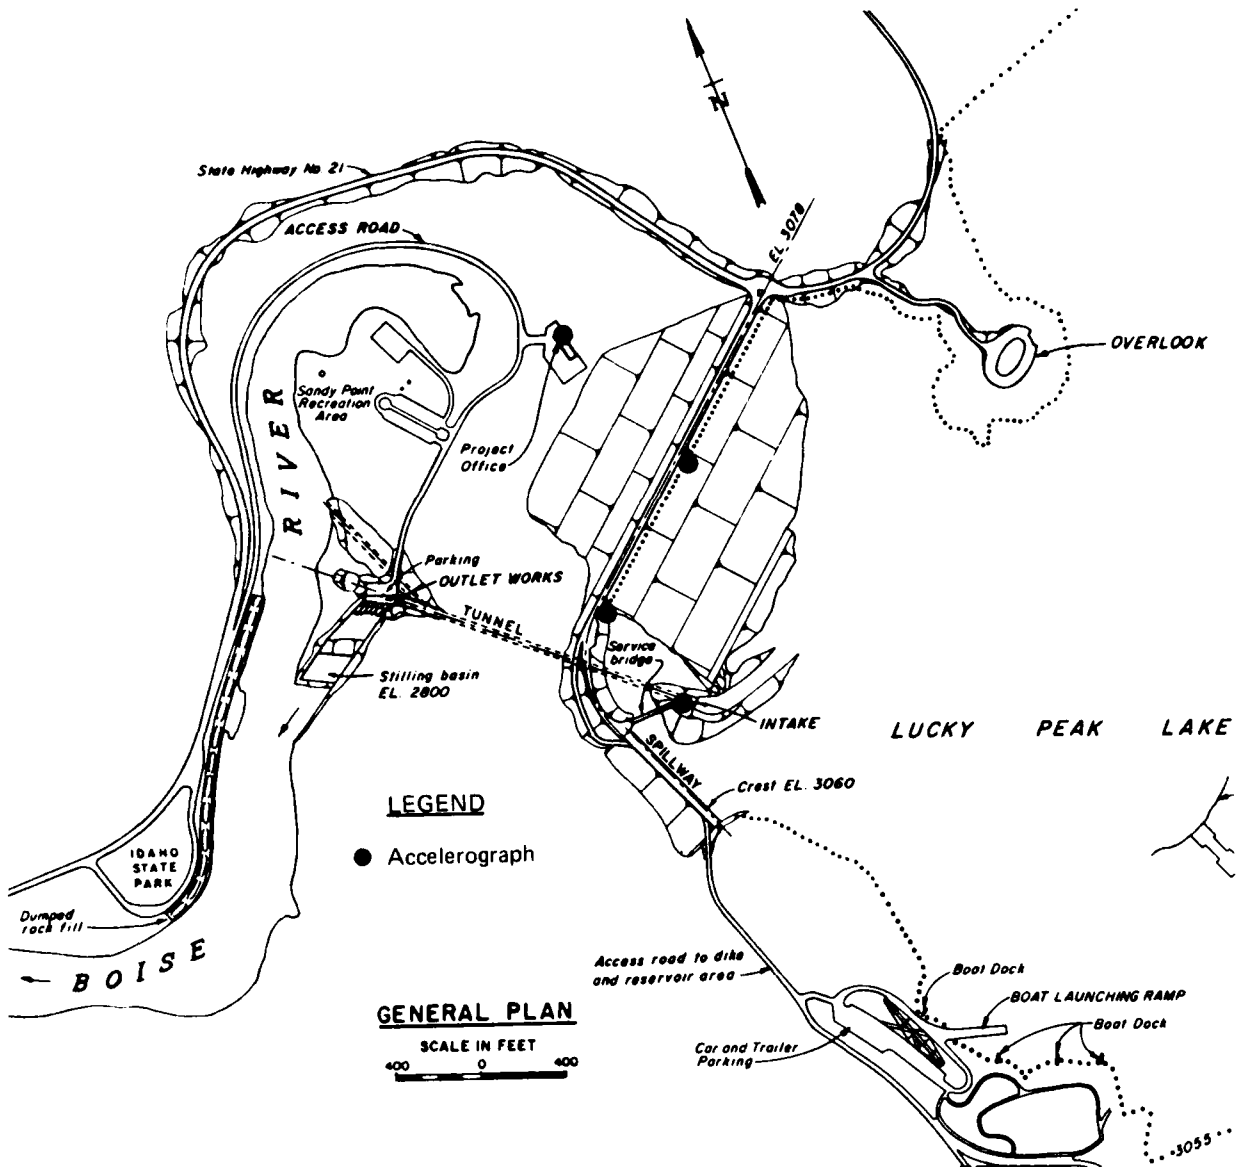 N
State Highway No 21
ACCESS ROAD
EL. 3078
OVERLOOK
Sandy Point
Recreation
Area
RIVER
Project
Office
Parking
OUTLET WORKS
TUNNEL
Service
bridge
Stilling basin
EL. 2800
INTAKE
LUCKY PEAK LAKE
SPILLWAY
Crest EL. 3060
LEGEND
Accelerograph
IDAHO
STATE
PARK
Dumped
rock fill
BOISE
Access road to dike
and reservoir area
Boat Dock
BOAT LAUNCHING RAMP
Boat Dock
GENERAL PLAN
SCALE IN FEET
400 0 400
Car and Trailer
Parking
3055